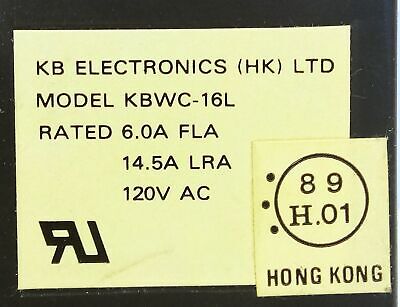 KB ELECTRONICS (HK) LTD
MODEL KBWC-16L
RATED 6.0A FLA
14.5A LRA
120V AC
89
H.01
HONG KONG